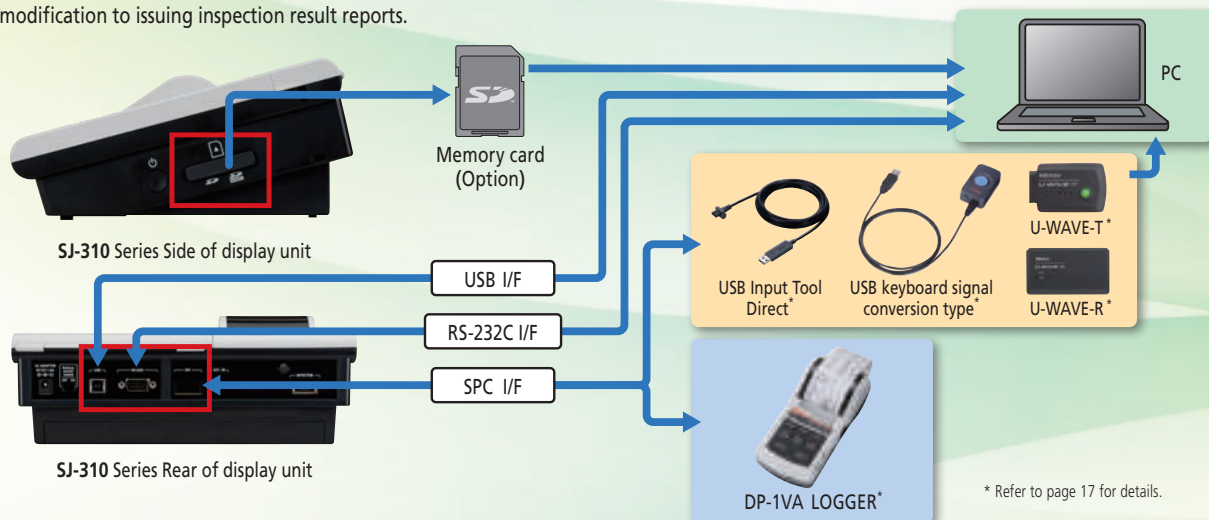 modification to issuing inspection result reports.
PC
Memory card
(Option)
SJ-310 Series Side of display unit
USB I/F
RS-232C I/F
SPC I/F
USB Input Tool
Direct*
USB keyboard signal
conversion type*
U-WAVE-T*
U-WAVE-R*
SJ-310 Series Rear of display unit
DP-1VA LOGGER*
* Refer to page 17 for details.